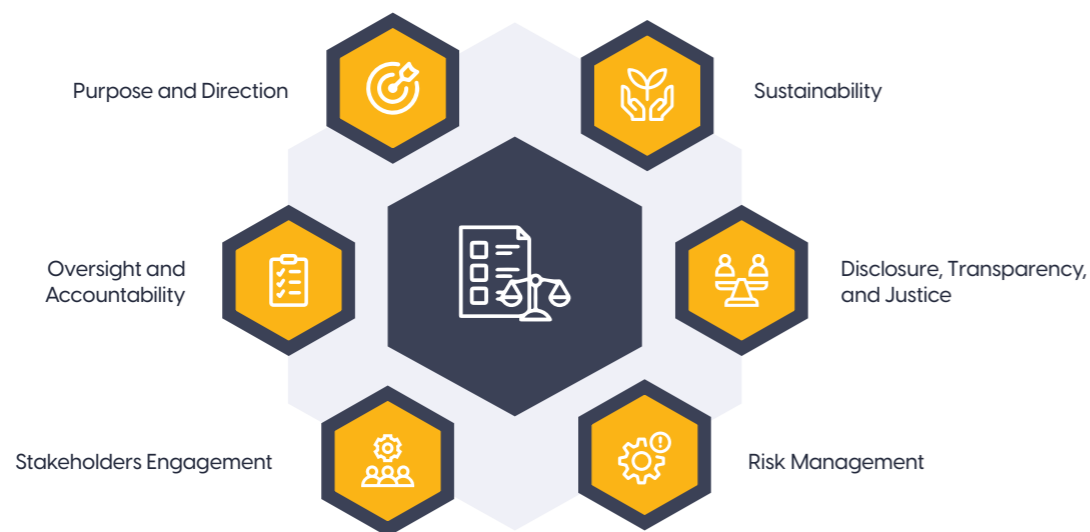 Purpose and Direction
Sustainability
Oversight and
Accountability
Disclosure, Transparency,
and Justice
Stakeholders Engagement
Risk Management